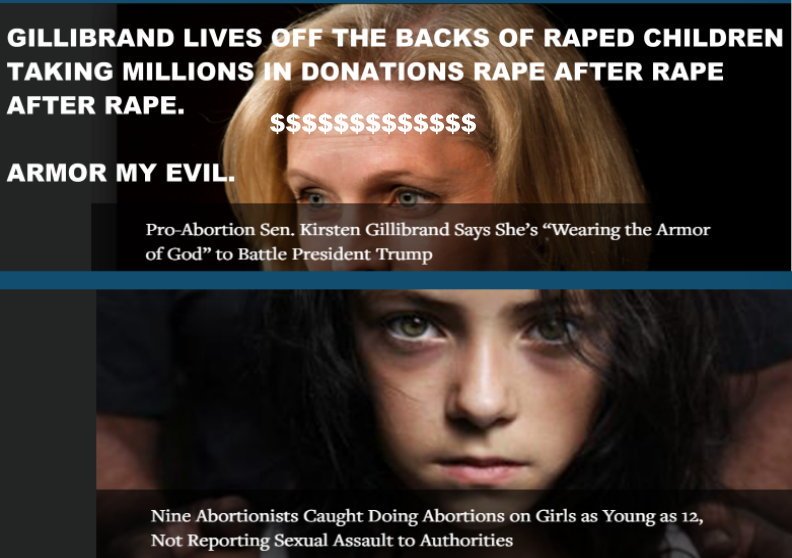 GILLIBRAND LIVES OFF THE BACKS OF RAPED CHILDREN
TAKING MILLIONS IN DONATIONS RAPE AFTER RAPE
AFTER RAPE.
$$$$$$$$$$$$$
ARMOR MY EVIL.
Pro-Abortion Sen. Kirsten Gillibrand Says She's “Wearing the Armor
of God” to Battle President Trump
Nine Abortionists Caught Doing Abortions on Girls as Young as 12,
Not Reporting Sexual Assault to Authorities